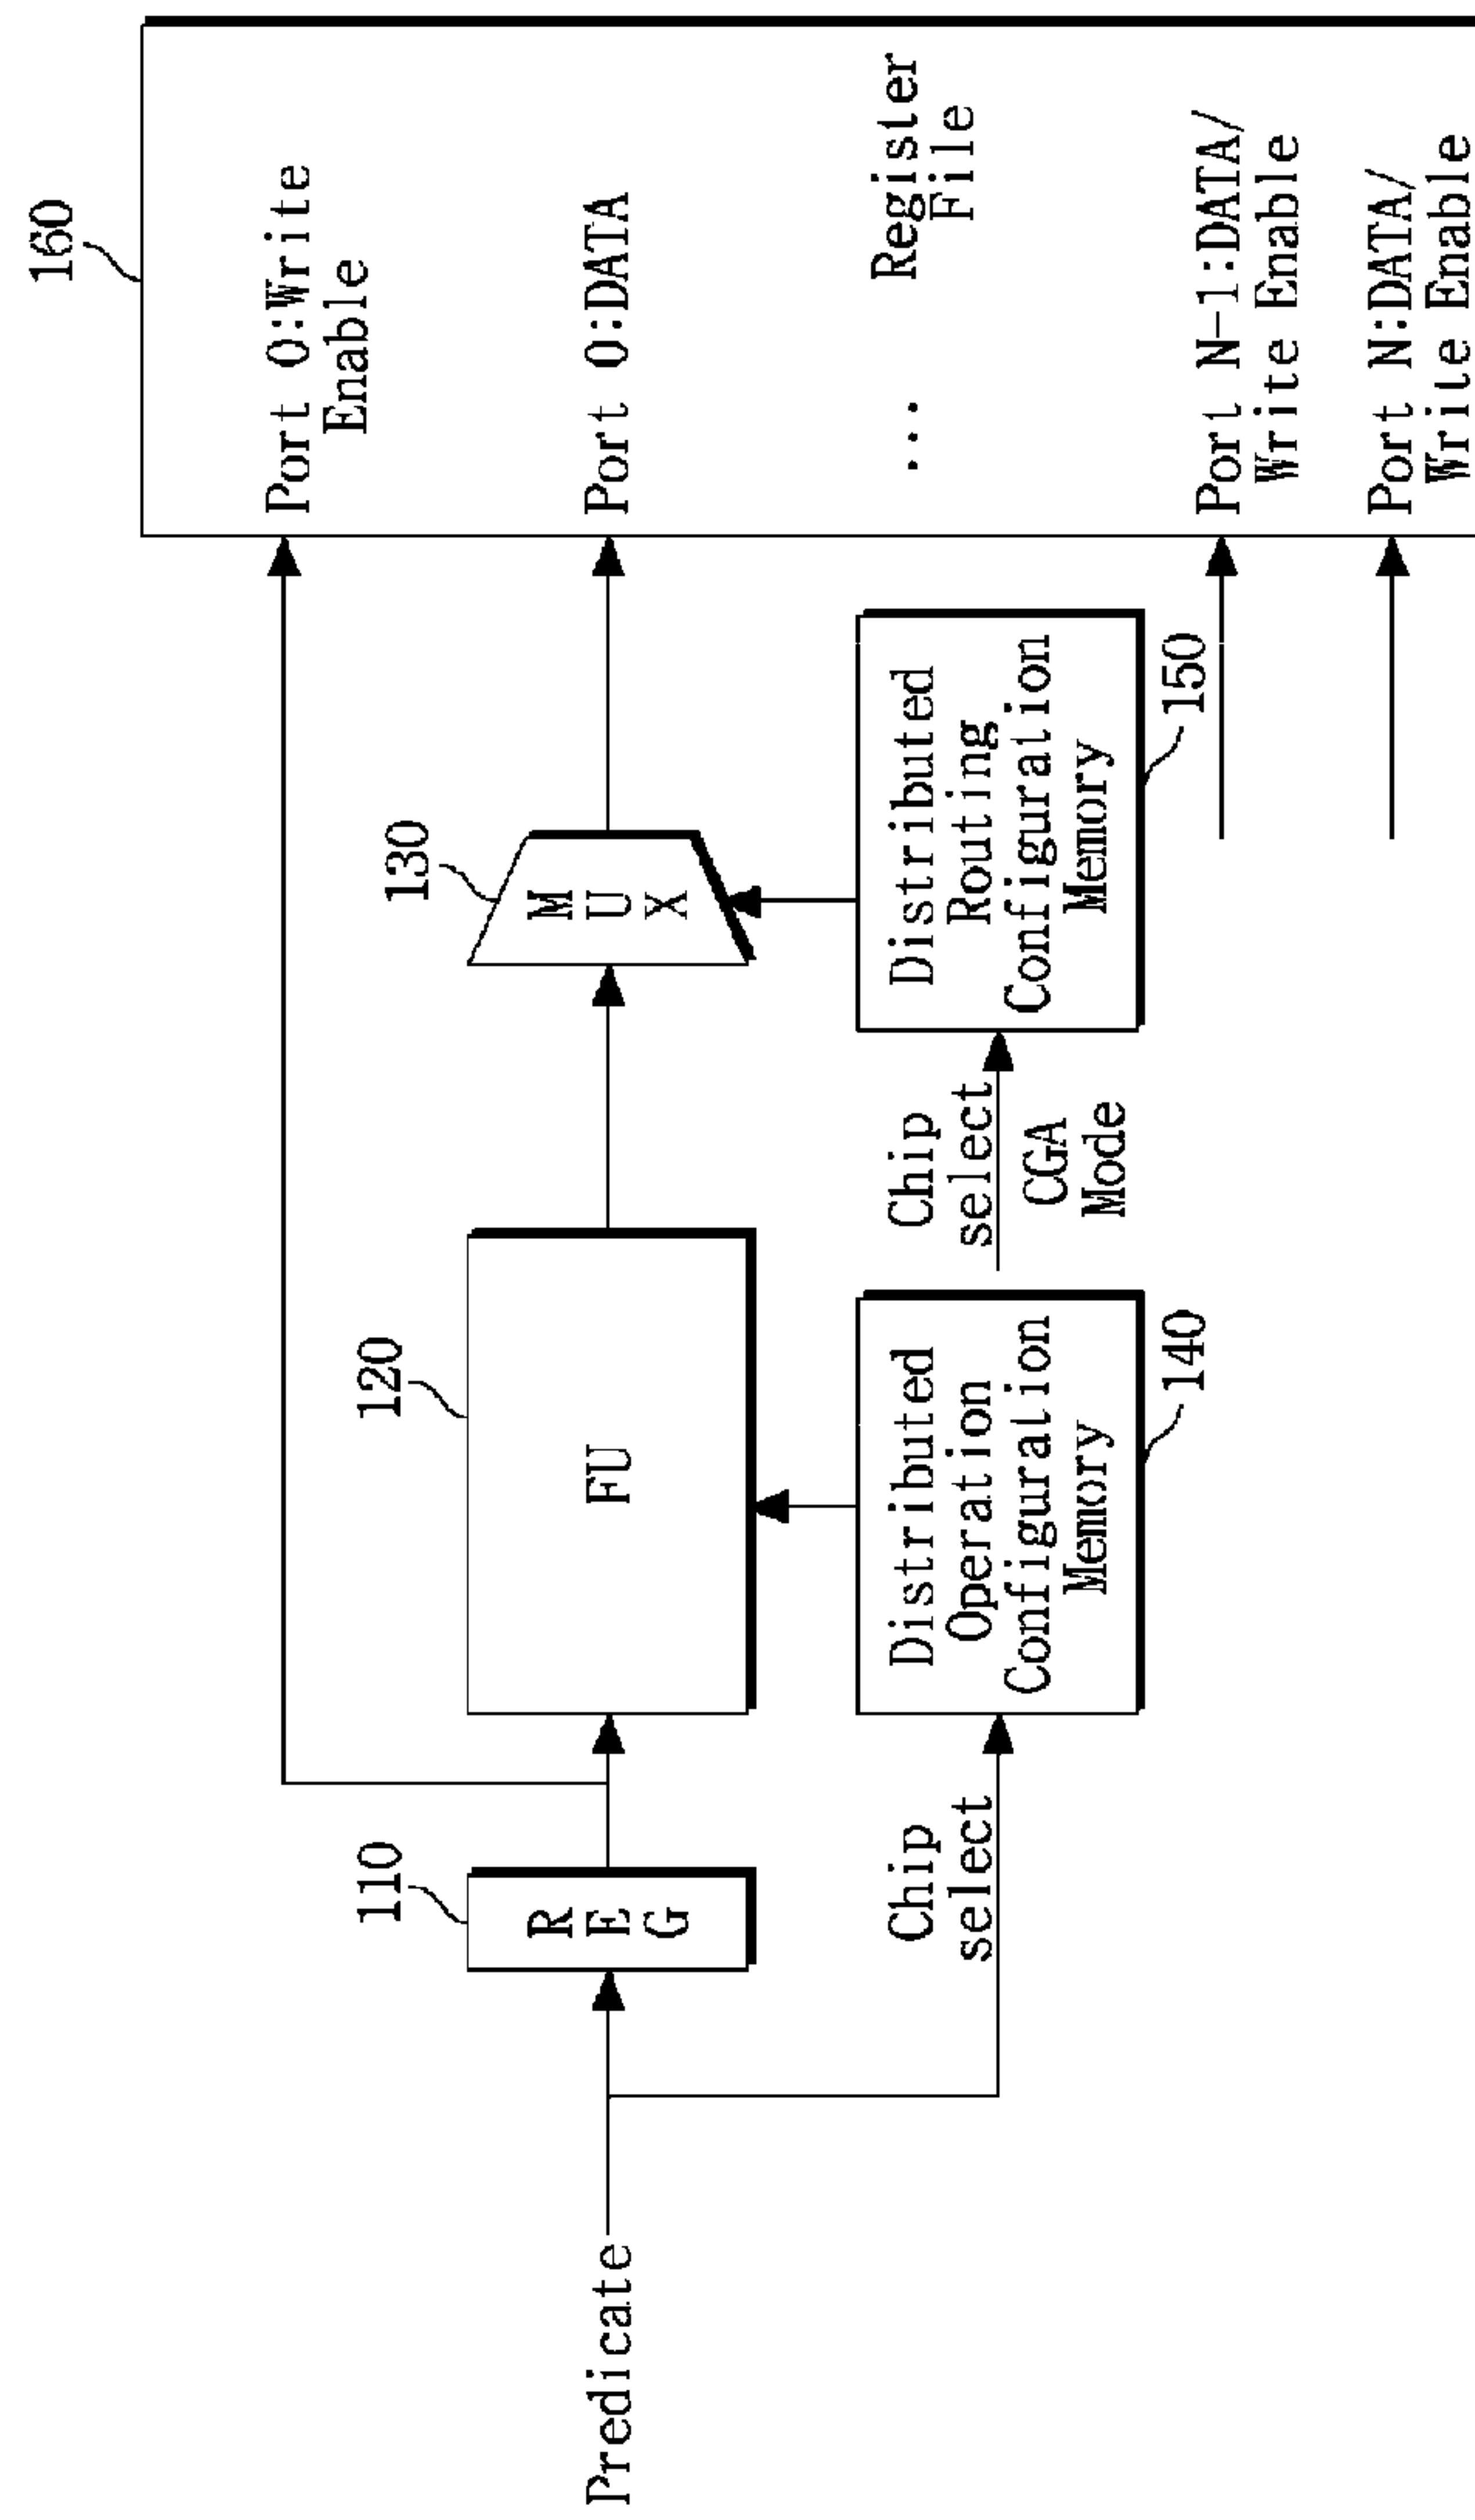 160
Port 0:Write
Enable
Port 0:DATA
...
Register
File
Port N-1:DATA/
Write Enable
Port N:DATA/
Write Enable
130
M
U
X
Distributed
Routing
Configuration
Memory
150
Chip
select
CGA
Mode
120
FU
Distributed
Operation
Configuration
Memory
140
110
R
E
G
Chip
select
Predicate